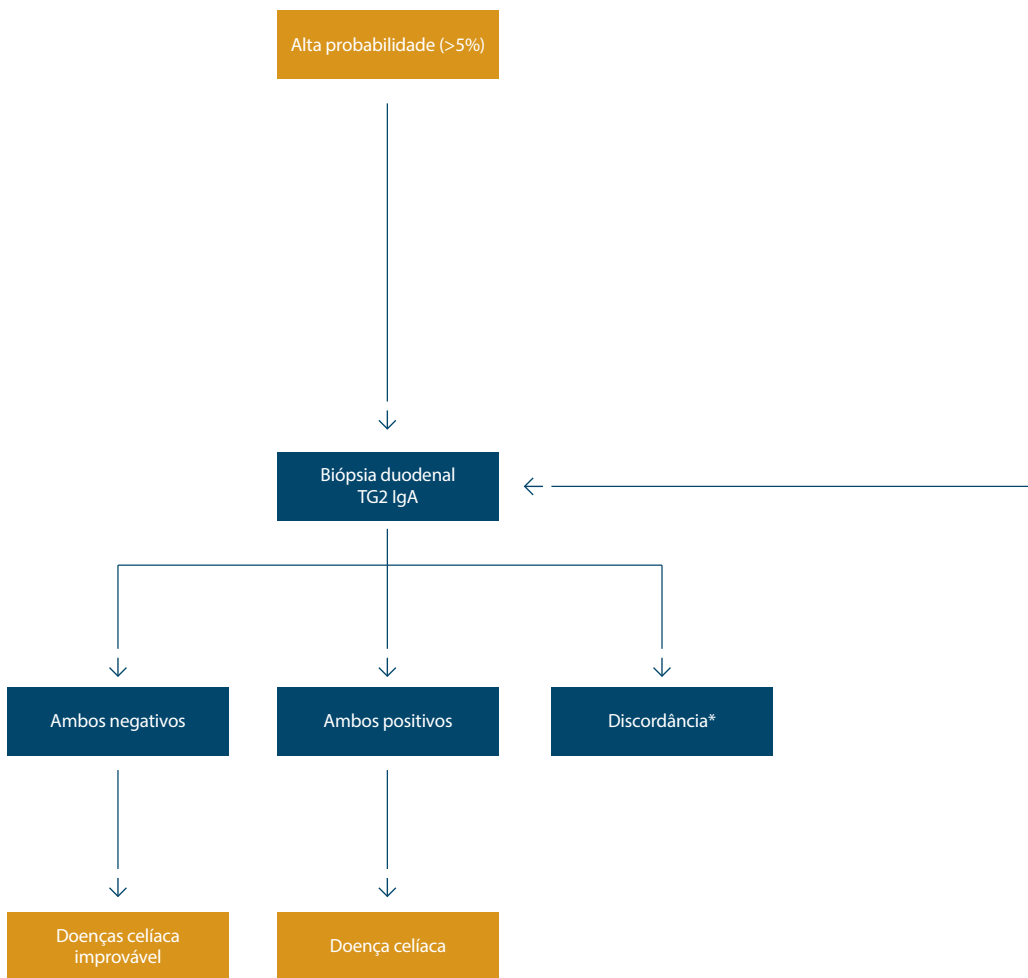 Alta probabilidade (>5%)
Biópsia duodenal
TG2 IgA
Ambos negativos
Ambos positivos
Discordância*
Doenças celíaca
improvável
Doença celíaca